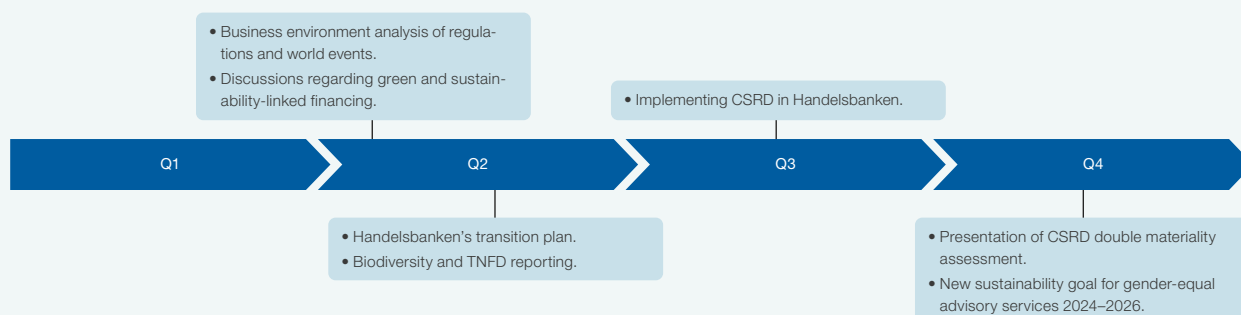 • Business environment analysis of regula-
tions and world events.
• Discussions regarding green and sustain-
ability-linked financing.
• Implementing CSRD in Handelsbanken.
Q1
Q2
Q3
Q4
• Handelsbanken's transition plan.
• Biodiversity and TNFD reporting.
• Presentation of CSRD double materiality
assessment.
• New sustainability goal for gender-equal
advisory services 2024–2026.